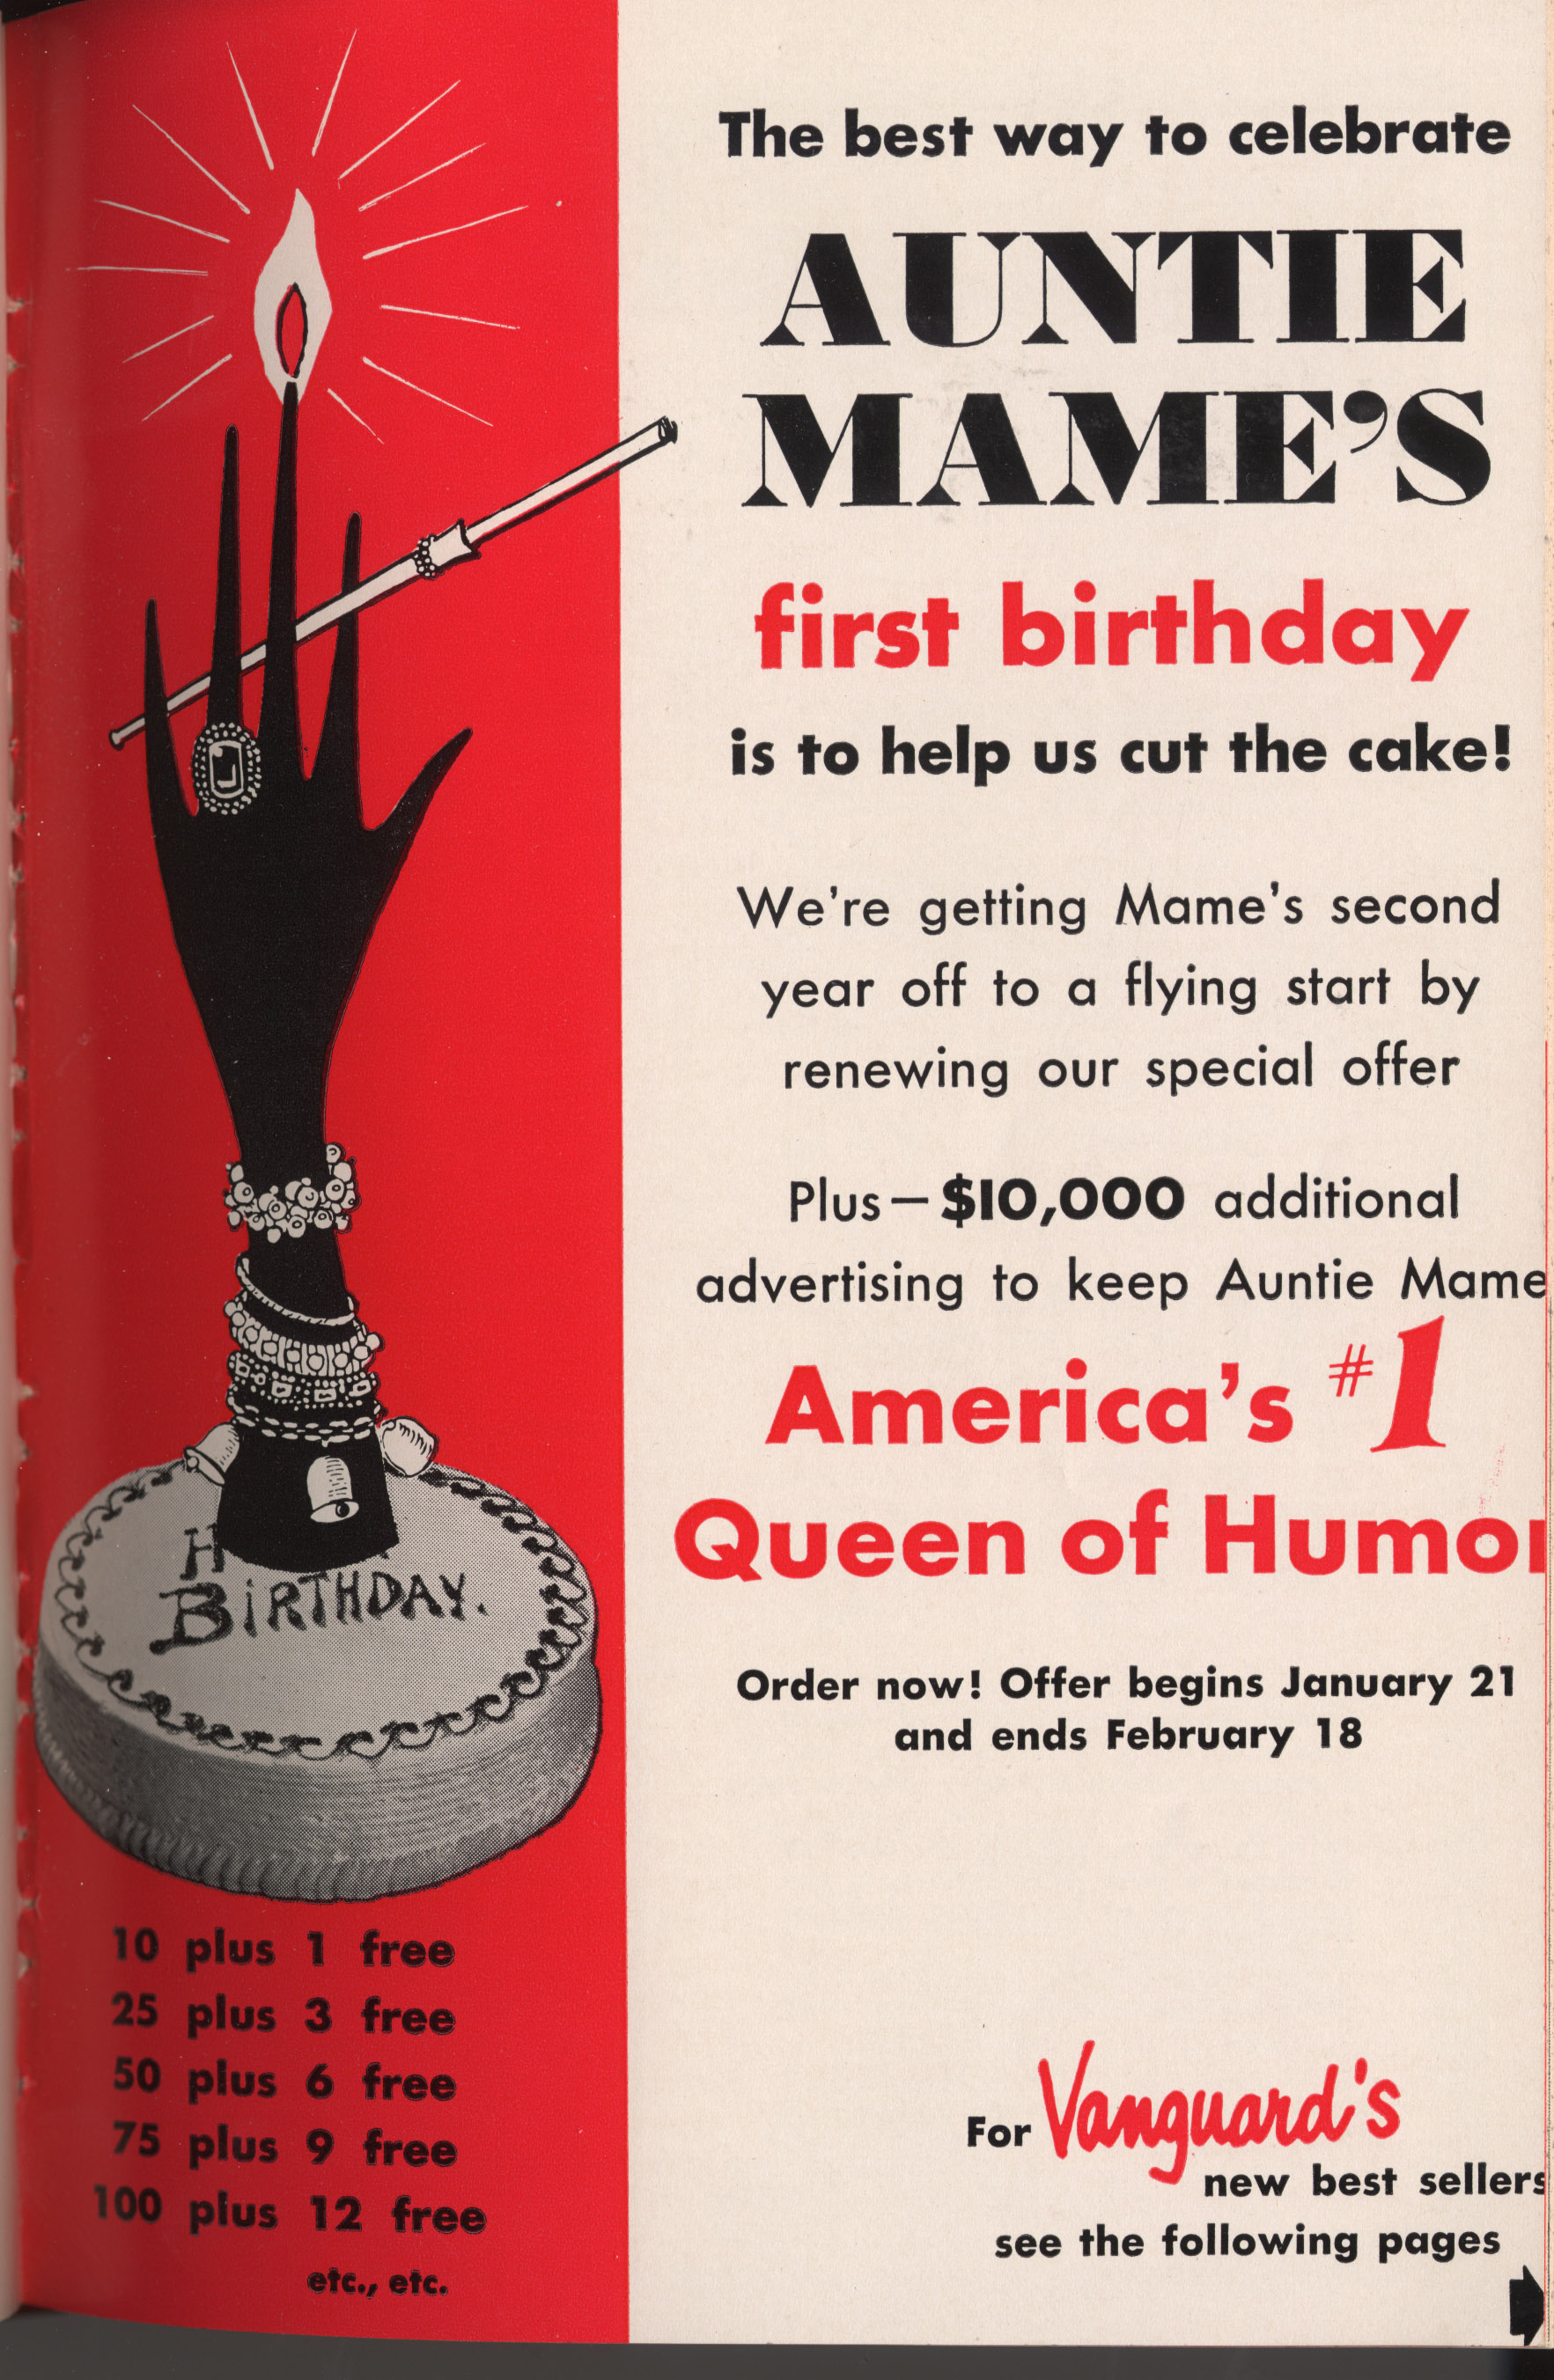 The best way to celebrate
AUNTIE
MAME'S
first birthday
is to help us cut the cake!
We're getting Mame's second
year off to a flying start by
renewing our special offer
Plus—$10,000 additional
advertising to keep Auntie Mame
America's #1
Queen of Humor
Order now! Offer begins January 21
and ends February 18
H
BiRTHDAY.
10 plus 1 free
25 plus 3 free
50 plus 6 free
75 plus 9 free
100 plus 12 free
etc., etc.
For Vanguard's
new best sellers
see the following pages